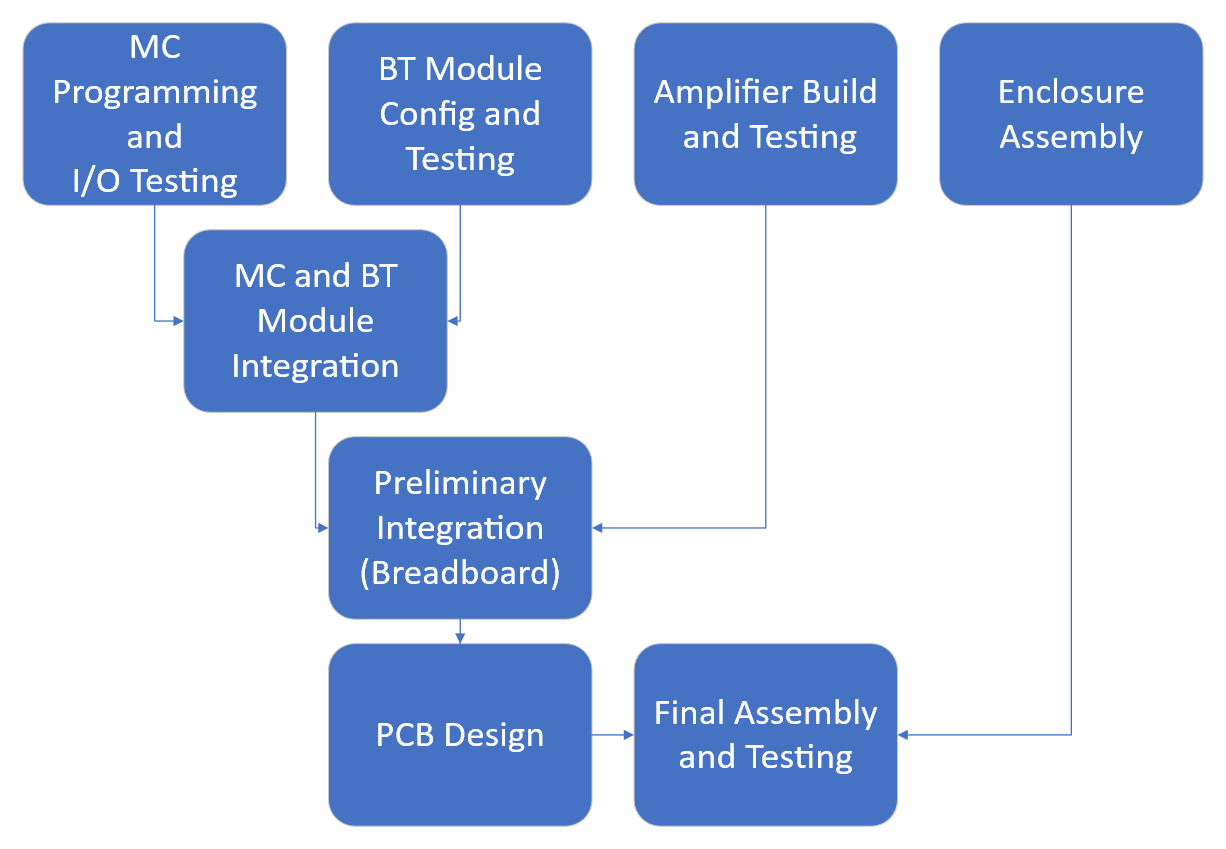 MC
Programming
and
I/O Testing
BT Module
Config and
Testing
Amplifier Build
and Testing
Enclosure
Assembly
MC and BT
Module
Integration
Preliminary
Integration
(Breadboard)
PCB Design
Final Assembly
and Testing